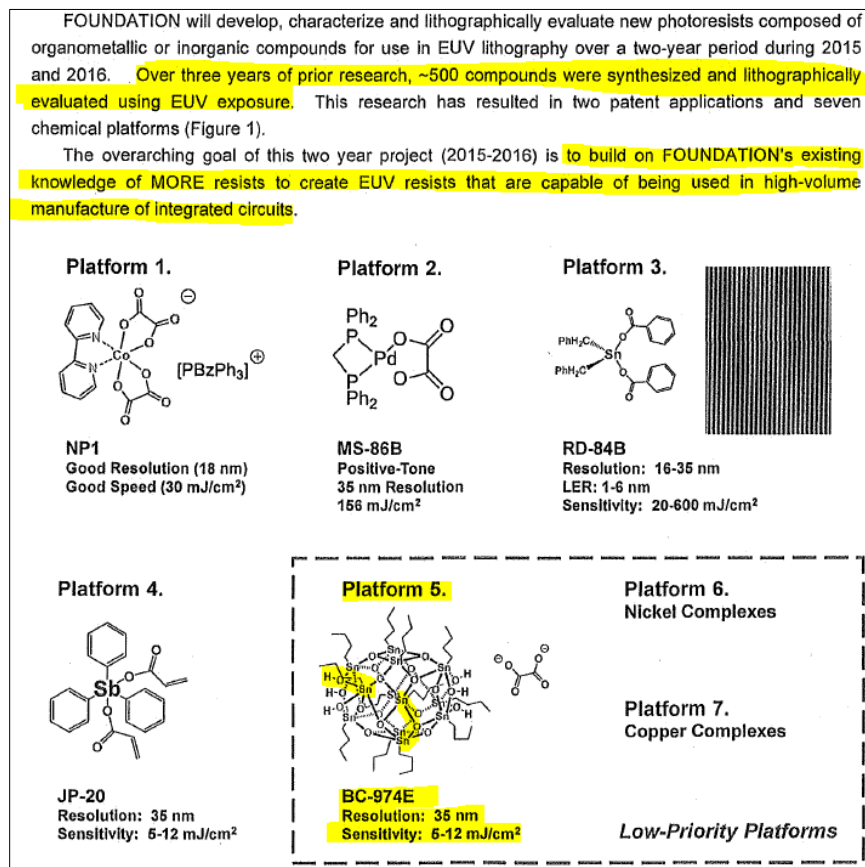 FOUNDATION will develop, characterize and lithographically evaluate new photoresists composed of
organometallic or inorganic compounds for use in EUV lithography over a two-year period during 2015
and 2016. Over three years of prior research, ~500 compounds were synthesized and lithographically
evaluated using EUV exposure. This research has resulted in two patent applications and seven
chemical platforms (Figure 1).
The overarching goal of this two year project (2015-2016) is to build on FOUNDATION's existing
knowledge of MORE resists to create EUV resists that are capable of being used in high-volume
manufacture of integrated circuits.
Platform 1.
N N Co O O O O O O O O ⊖
[PBzPh₃]⊕
NP1
Good Resolution (18 nm)
Good Speed (30 mJ/cm²)
Platform 2.
Ph₂
P O O
Pd
P O O
Ph₂
MS-86B
Positive-Tone
35 nm Resolution
156 mJ/cm²
Platform 3.
O
PhH₂C O
Sn
PhH₂C O
O
RD-84B
Resolution: 16-35 nm
LER: 1-6 nm
Sensitivity: 20-600 mJ/cm²
Platform 4.
O
Sb O
O
O
JP-20
Resolution: 35 nm
Sensitivity: 5-12 mJ/cm²
Platform 5.
BC-974E
Resolution: 35 nm
Sensitivity: 5-12 mJ/cm²
Platform 6.
Nickel Complexes
Platform 7.
Copper Complexes
Low-Priority Platforms